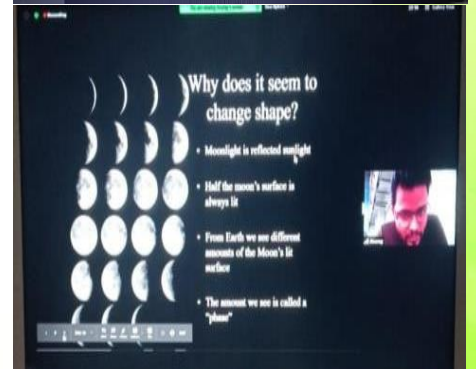 Why does it seem to
change shape?
• Moonlight is reflected sunlight
• Half the moon's surface is
always lit
• From Earth we see different
amounts of the Moon's lit
surface
• The amount we see is called a
"phase"